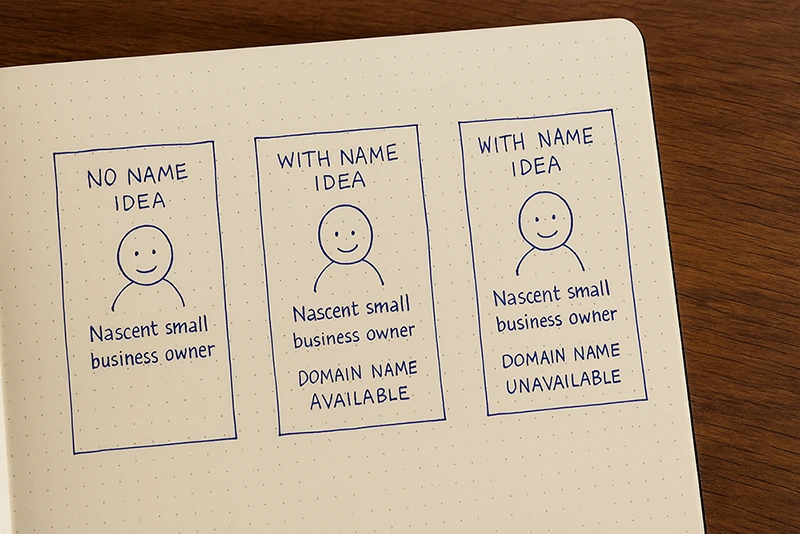 NO NAME
IDEA
Nascent small
business owner
WITH NAME
IDEA
Nascent small
business owner
DOMAIN NAME
AVAILABLE
WITH NAME
IDEA
Nascent small
business owner
DOMAIN NAME
UNAVAILABLE